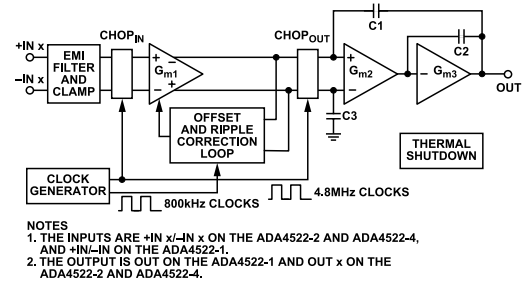 +IN x
–IN x
EMI
FILTER
AND
CLAMP
CHOPIN
+
–
–
+
Gm1
CHOPOUT
C1
C2
+
–
Gm2
–
Gm3
OUT
C3
OFFSET
AND RIPPLE
CORRECTION
LOOP
THERMAL
SHUTDOWN
CLOCK
GENERATOR
800kHz CLOCKS
4.8MHz CLOCKS
NOTES
1. THE INPUTS ARE +IN x/–IN x ON THE ADA4522-2 AND ADA4522-4,
AND +IN/–IN ON THE ADA4522-1.
2. THE OUTPUT IS OUT ON THE ADA4522-1 AND OUT x ON THE
ADA4522-2 AND ADA4522-4.